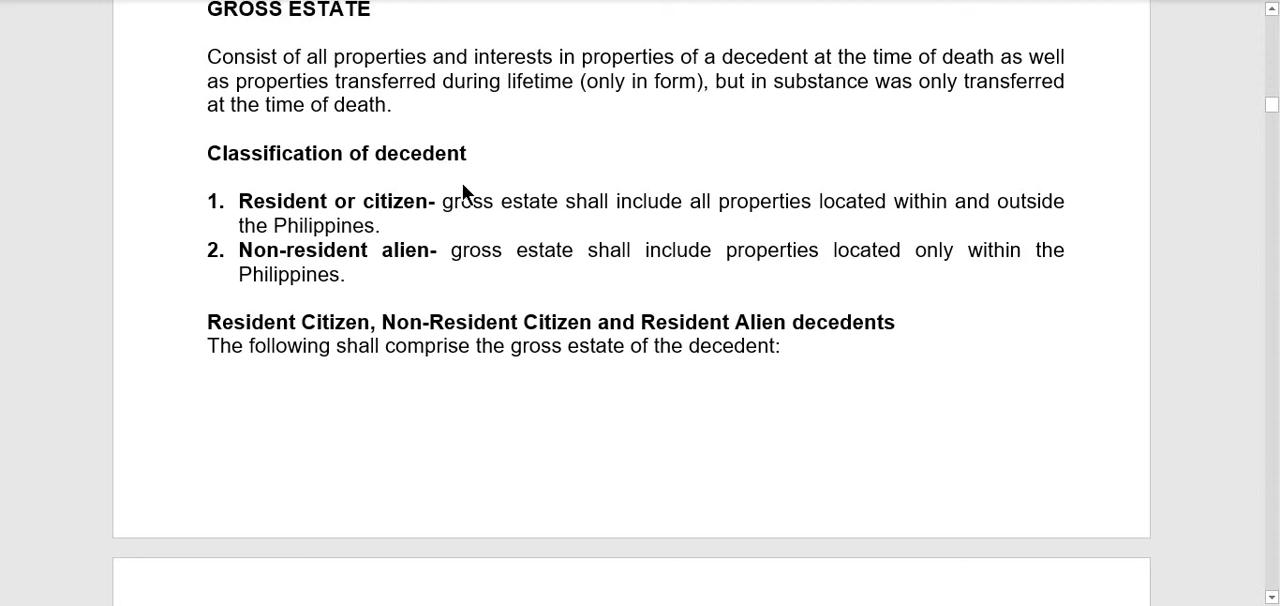 GROSS ESTATE
Consist of all properties and interests in properties of a decedent at the time of death as well
as properties transferred during lifetime (only in form), but in substance was only transferred
at the time of death.
Classification of decedent
1. Resident or citizen- gross estate shall include all properties located within and outside
the Philippines.
2. Non-resident alien- gross estate shall include properties located only within the
Philippines.
Resident Citizen, Non-Resident Citizen and Resident Alien decedents
The following shall comprise the gross estate of the decedent: